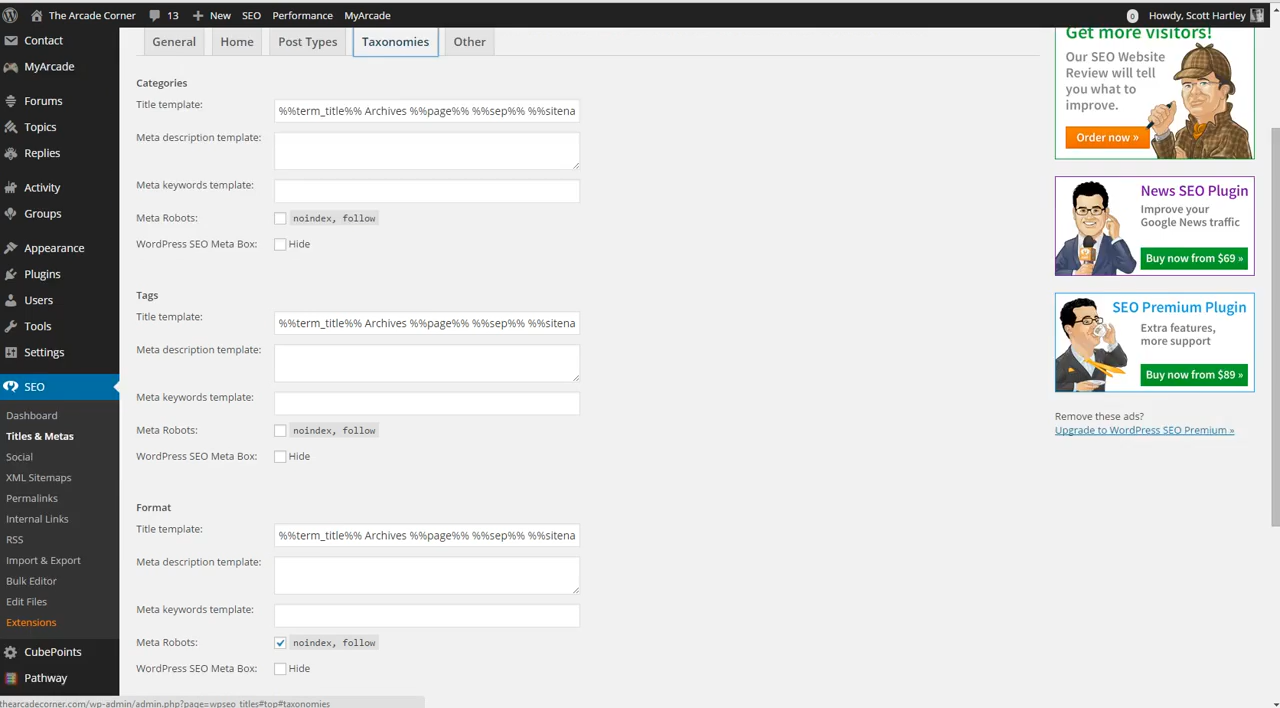 The Arcade Corner 13 New SEO Performance MyArcade 0 Howdy, Scott Hartley
Contact
MyArcade
Forums
Topics
Replies
Activity
Groups
Appearance
Plugins
Users
Tools
Settings
SEO
Dashboard
Titles & Metas
Social
XML Sitemaps
Permalinks
Internal Links
RSS
Import & Export
Bulk Editor
Edit Files
Extensions
CubePoints
Pathway
General Home Post Types Taxonomies Other
Categories
Title template: %%term_title%% Archives %%page%% %%sep%% %%sitena
Meta description template:
Meta keywords template:
Meta Robots: noindex, follow
WordPress SEO Meta Box: Hide
Tags
Title template: %%term_title%% Archives %%page%% %%sep%% %%sitena
Meta description template:
Meta keywords template:
Meta Robots: noindex, follow
WordPress SEO Meta Box: Hide
Format
Title template: %%term_title%% Archives %%page%% %%sep%% %%sitena
Meta description template:
Meta keywords template:
Meta Robots: noindex, follow
WordPress SEO Meta Box: Hide
Get more visitors!
Our SEO Website
Review will tell
you what to
improve.
Order now »
News SEO Plugin
Improve your
Google News traffic
Buy now from $69 »
SEO Premium Plugin
Extra features,
more support
Buy now from $89 »
Remove these ads?
Upgrade to WordPress SEO Premium »
thearcadecorner.com/wp-admin/admin.php?page=wpseo_titles#top#taxonomies